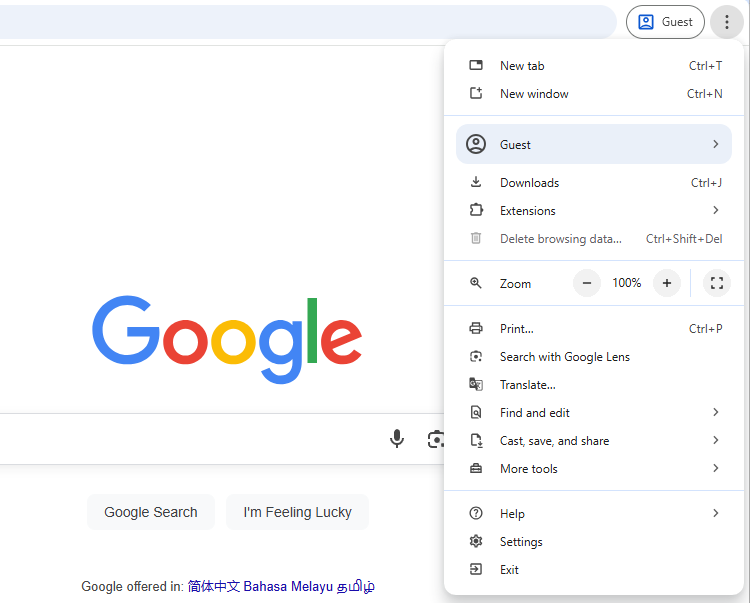 Guest
New tab Ctrl+T
New window Ctrl+N
Guest
Downloads Ctrl+J
Extensions
Delete browsing data... Ctrl+Shift+Del
Zoom − 100% +
Google
Print... Ctrl+P
Search with Google Lens
Translate...
Find and edit
Cast, save, and share
More tools
Google Search I'm Feeling Lucky
Help
Settings
Exit
Google offered in: 简体中文 Bahasa Melayu தமிழ்